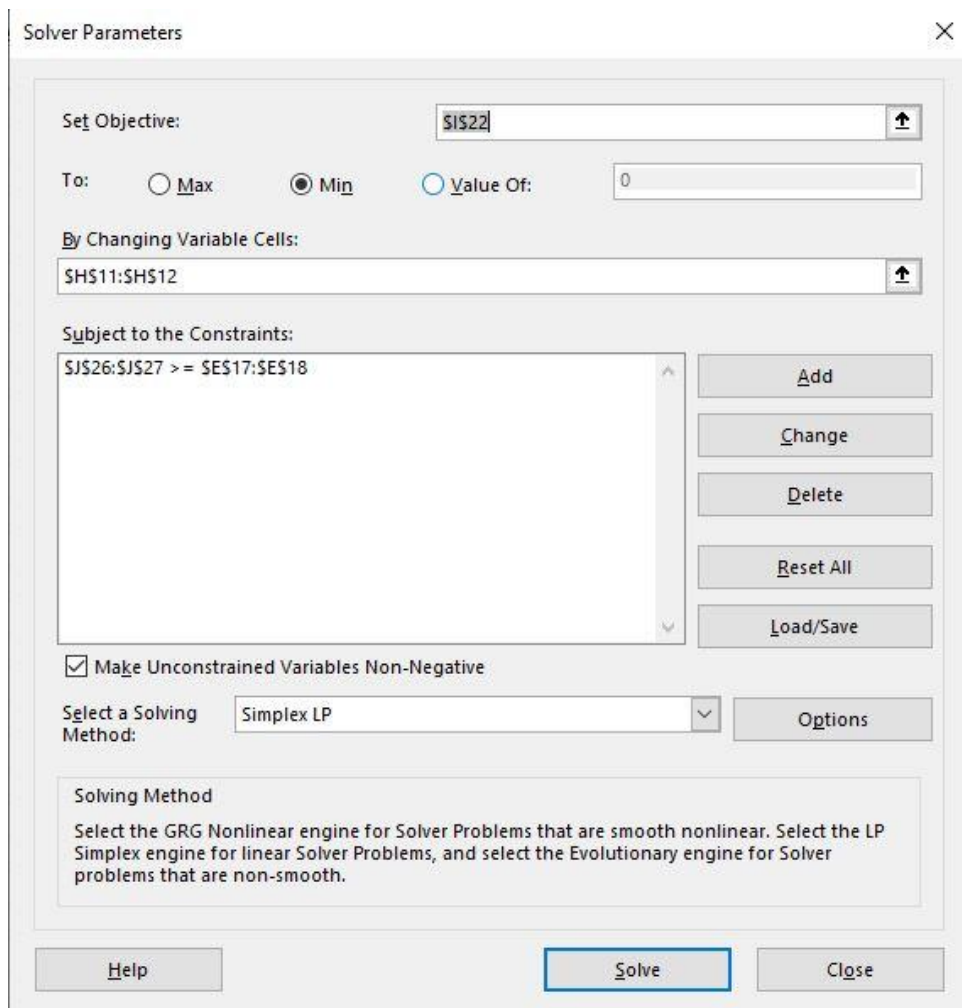 Solver Parameters
Set Objective:
$I$22
To:
Max
Min
Value Of:
0
By Changing Variable Cells:
$H$11:$H$12
Subject to the Constraints:
$J$26:$J$27 >= $E$17:$E$18
Add
Change
Delete
Reset All
Load/Save
Make Unconstrained Variables Non-Negative
Select a Solving
Method:
Simplex LP
Options
Solving Method
Select the GRG Nonlinear engine for Solver Problems that are smooth nonlinear. Select the LP
Simplex engine for linear Solver Problems, and select the Evolutionary engine for Solver
problems that are non-smooth.
Help
Solve
Close